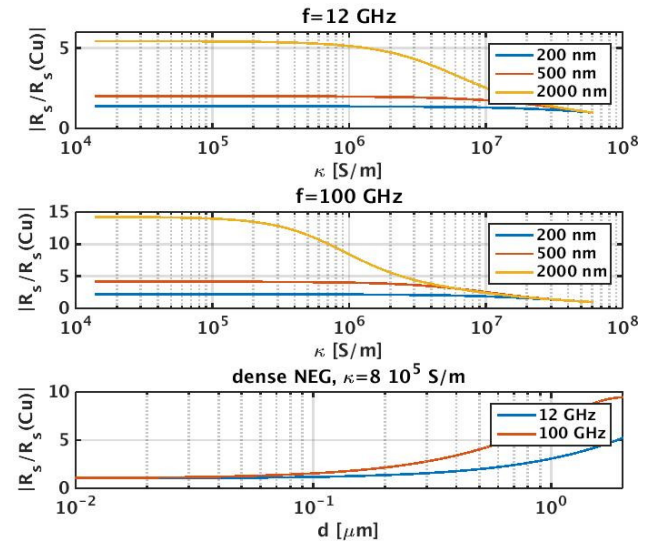 f=12 GHz
|R_s/R_s(Cu)|
5
0
200 nm
500 nm
2000 nm
10^4 10^5 10^6 10^7 10^8
κ [S/m]
f=100 GHz
|R_s/R_s(Cu)|
15
10
5
0
200 nm
500 nm
2000 nm
10^4 10^5 10^6 10^7 10^8
κ [S/m]
dense NEG, κ=8 10^5 S/m
|R_s/R_s(Cu)|
10
5
0
12 GHz
100 GHz
10^-2 10^-1 10^0
d [μm]